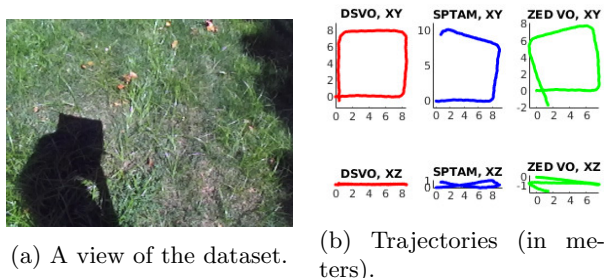 DSVO, XY
SPTAM, XY
ZED VO, XY
8
6
4
2
0
0 2 4 6 8
10
5
0
0 2 4 6 8
8
6
4
2
0
-2
0 2 4 6
DSVO, XZ
SPTAM, XZ
ZED VO, XZ
0
0 2 4 6 8
1
0
0 2 4 6 8
0
-1
0 2 4 6
(a) A view of the dataset.
(b) Trajectories (in me-
ters).